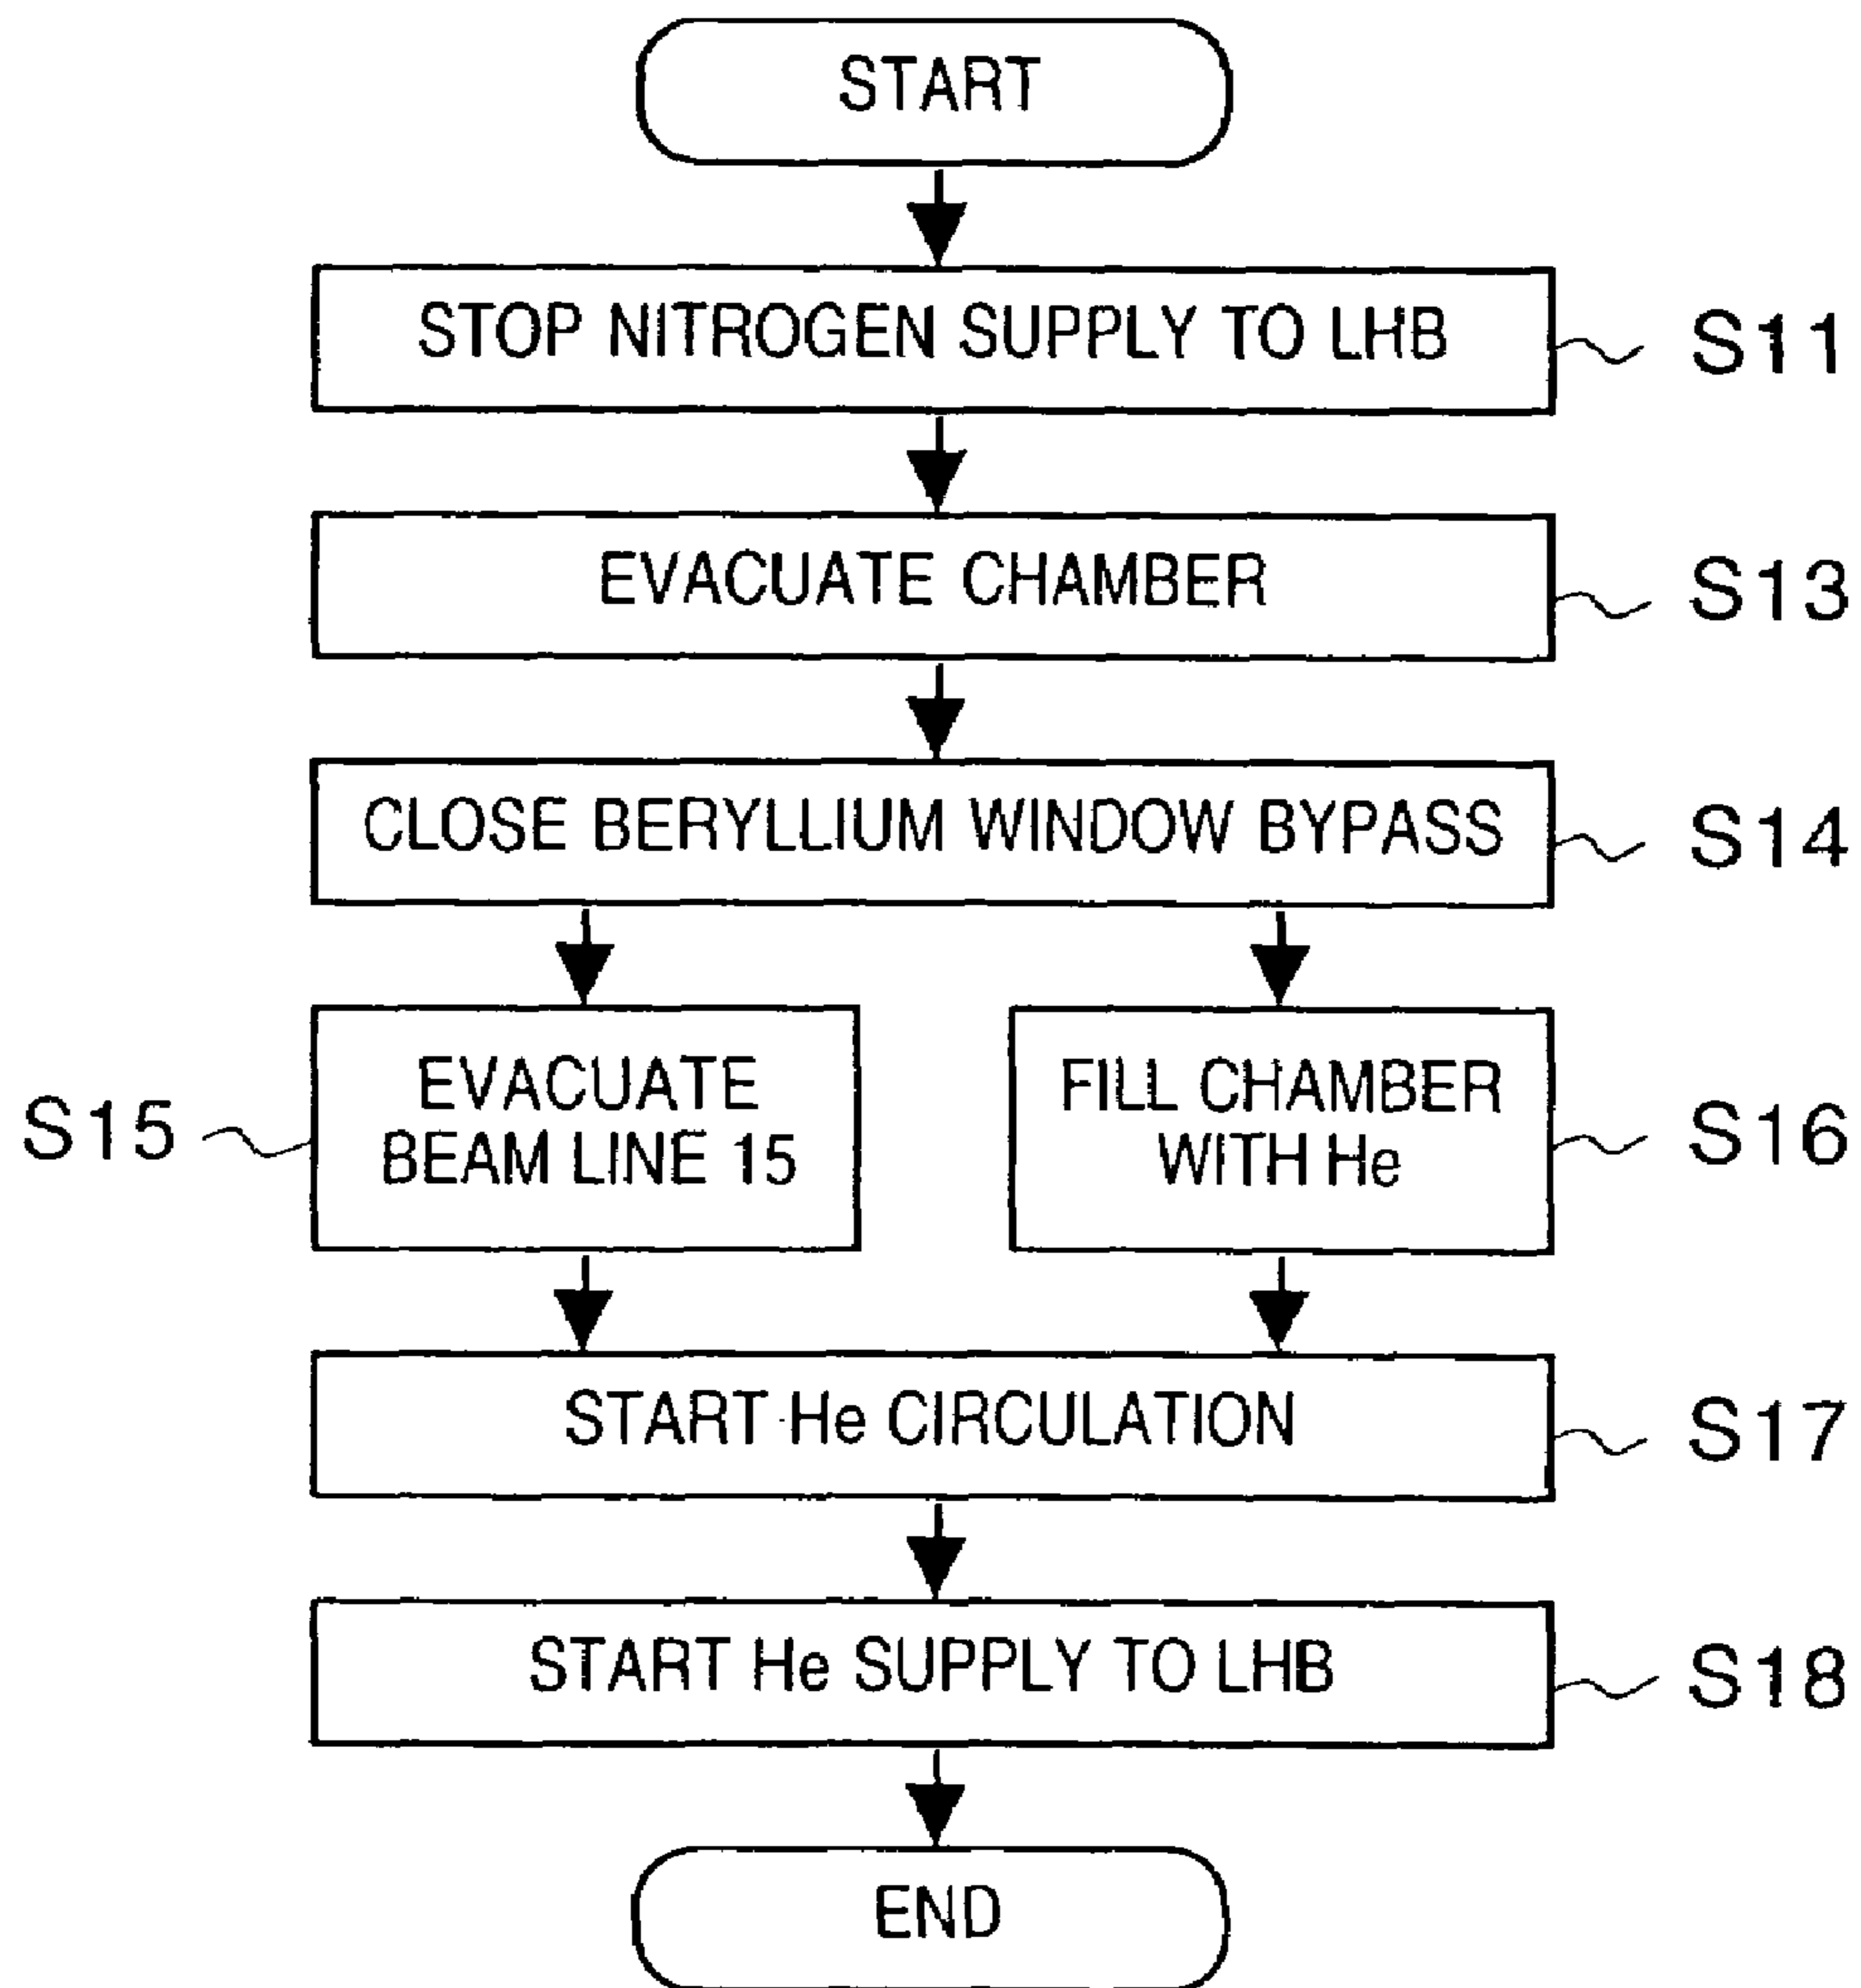 START
STOP NITROGEN SUPPLY TO LHB
S11
EVACUATE CHAMBER
S13
CLOSE BERYLLIUM WINDOW BYPASS
S14
S15
EVACUATE
BEAM LINE 15
FILL CHAMBER
WITH He
S16
START He CIRCULATION
S17
START He SUPPLY TO LHB
S18
END